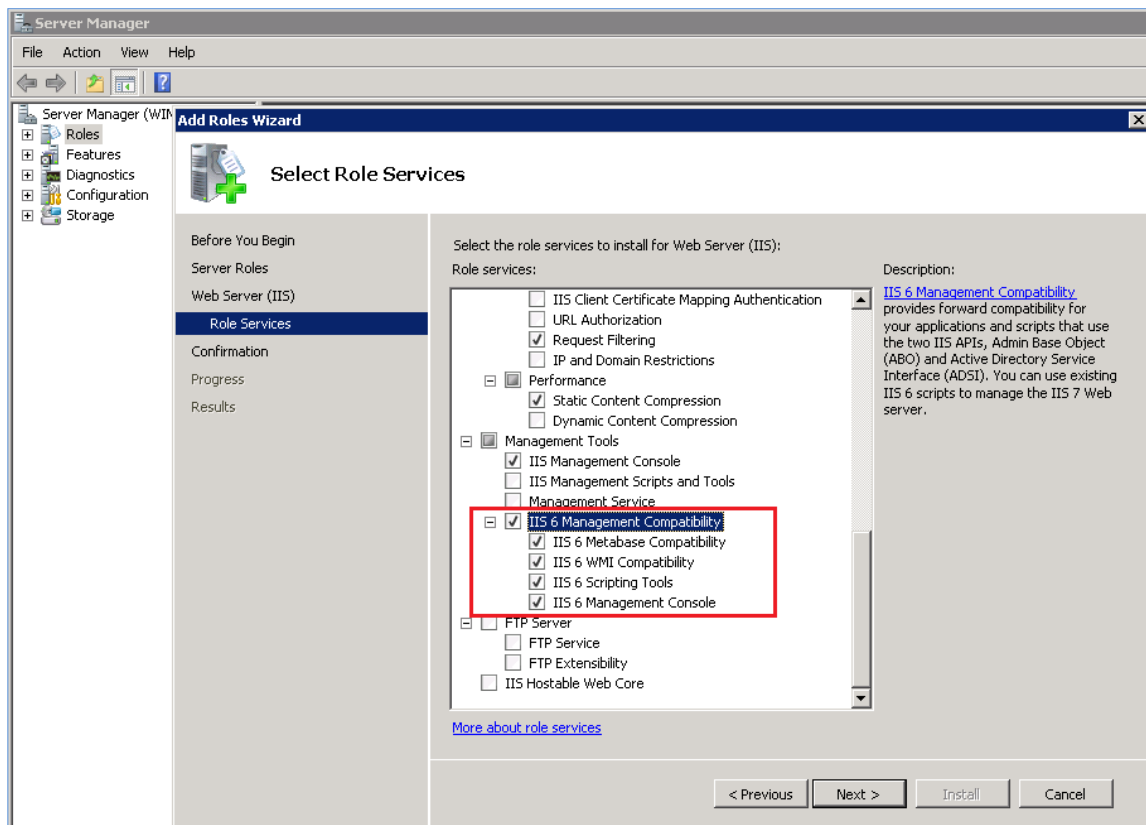 Server Manager
File Action View Help
Server Manager (WIN
Roles
Features
Diagnostics
Configuration
Storage
Add Roles Wizard
Select Role Services
Before You Begin
Server Roles
Web Server (IIS)
Role Services
Confirmation
Progress
Results
Select the role services to install for Web Server (IIS):
Role services:
IIS Client Certificate Mapping Authentication
URL Authorization
Request Filtering
IP and Domain Restrictions
Performance
Static Content Compression
Dynamic Content Compression
Management Tools
IIS Management Console
IIS Management Scripts and Tools
Management Service
IIS 6 Management Compatibility
IIS 6 Metabase Compatibility
IIS 6 WMI Compatibility
IIS 6 Scripting Tools
IIS 6 Management Console
FTP Server
FTP Service
FTP Extensibility
IIS Hostable Web Core
More about role services
Description:
IIS 6 Management Compatibility
provides forward compatibility for
your applications and scripts that use
the two IIS APIs, Admin Base Object
(ABO) and Active Directory Service
Interface (ADSI). You can use existing
IIS 6 scripts to manage the IIS 7 Web
server.
< Previous
Next >
Install
Cancel